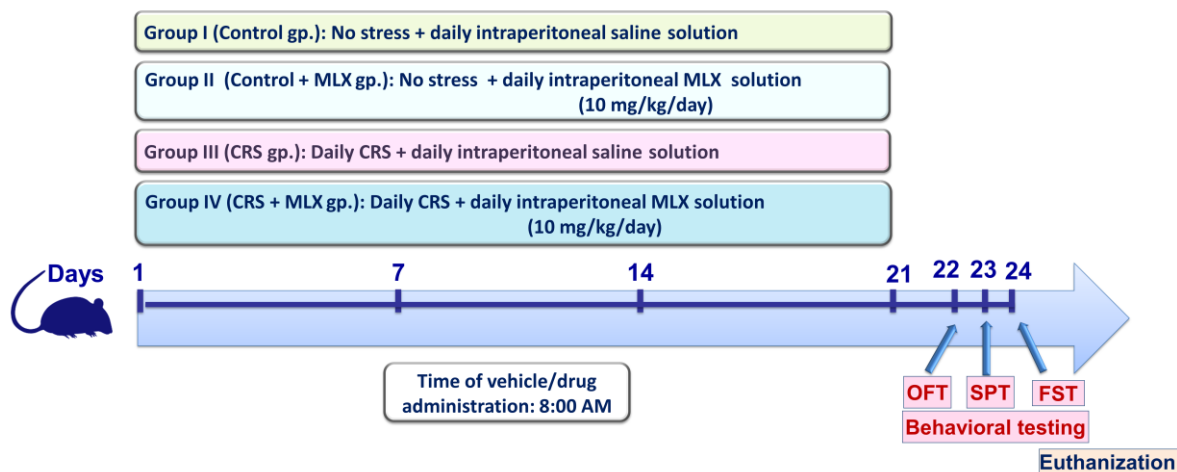 Group I (Control gp.): No stress + daily intraperitoneal saline solution
Group II (Control + MLX gp.): No stress + daily intraperitoneal MLX solution
(10 mg/kg/day)
Group III (CRS gp.): Daily CRS + daily intraperitoneal saline solution
Group IV (CRS + MLX gp.): Daily CRS + daily intraperitoneal MLX solution
(10 mg/kg/day)
Days 1 7 14 21 22 23 24
Time of vehicle/drug
administration: 8:00 AM
OFT SPT FST
Behavioral testing
Euthanization